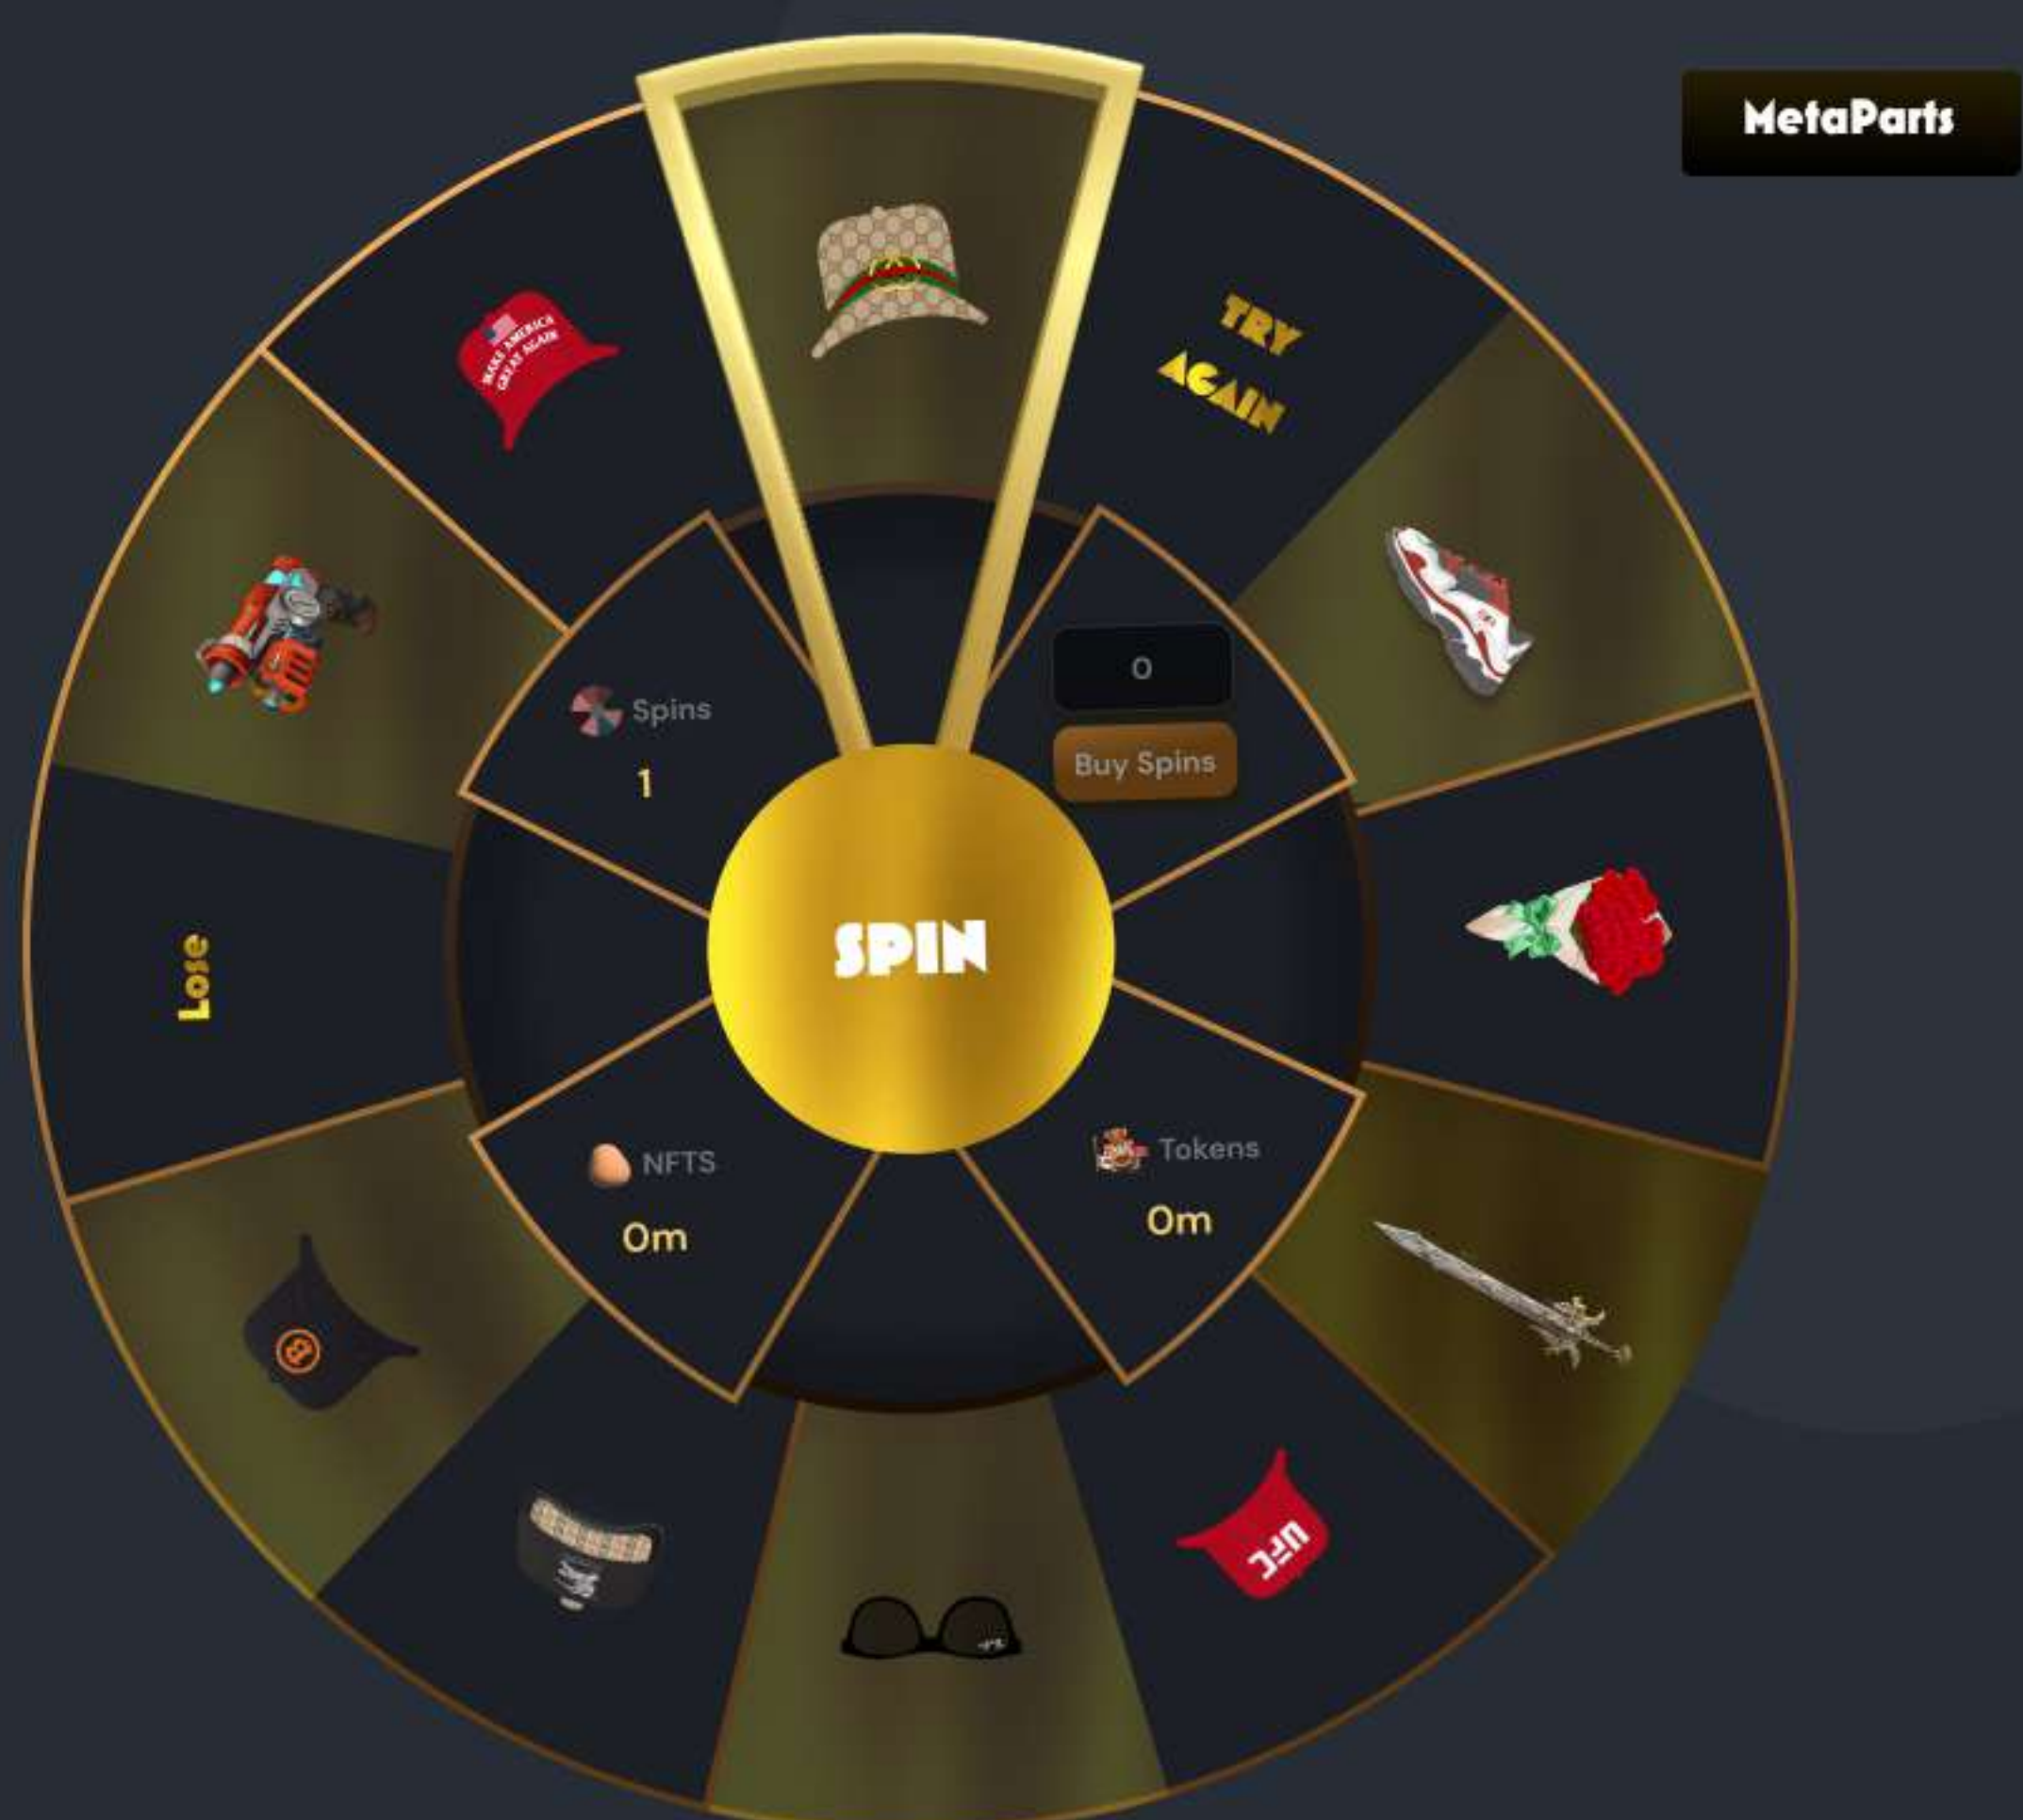 MetaParts
MAKE AMERICA
GREAT AGAIN
TRY
AGAIN
Spins
1
0
Buy Spins
SPIN
Lose
NFTS
0m
Tokens
0m
UFC